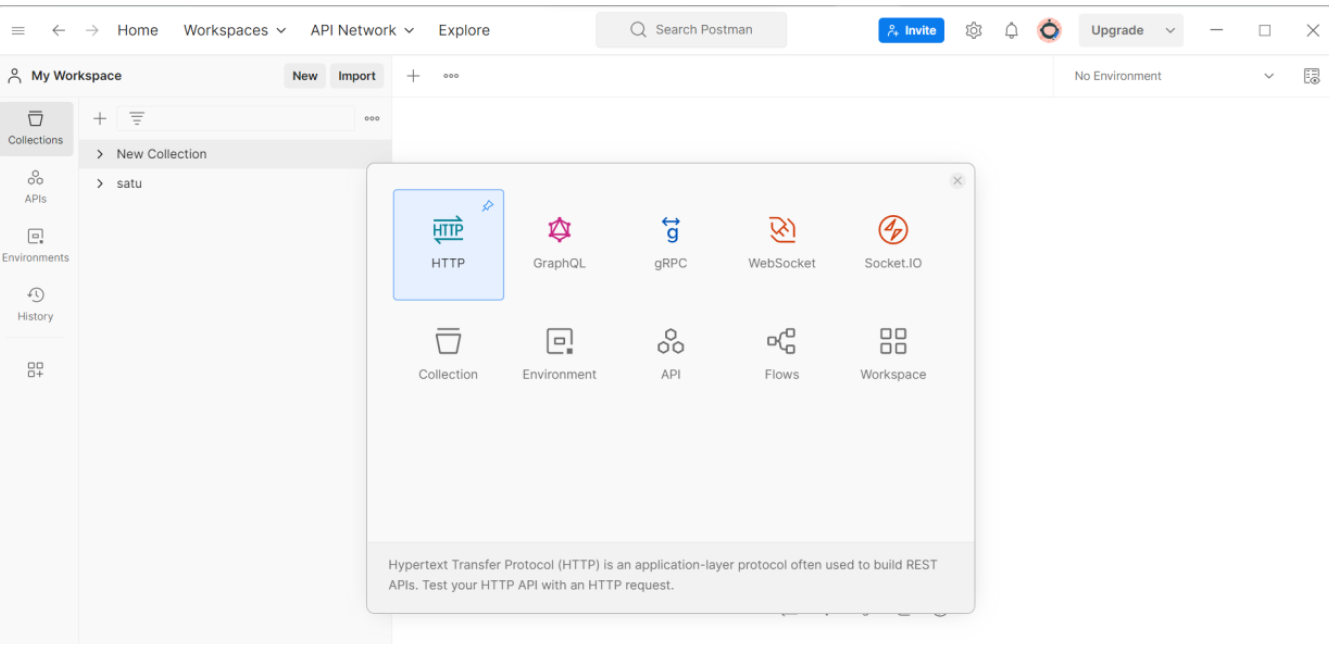 Home Workspaces API Network Explore Search Postman Invite Upgrade
My Workspace New Import No Environment
Collections
New Collection
satu
APIs
Environments
History
HTTP
HTTP GraphQL gRPC WebSocket Socket.IO
Collection Environment API Flows Workspace
Hypertext Transfer Protocol (HTTP) is an application-layer protocol often used to build REST
APIs. Test your HTTP API with an HTTP request.